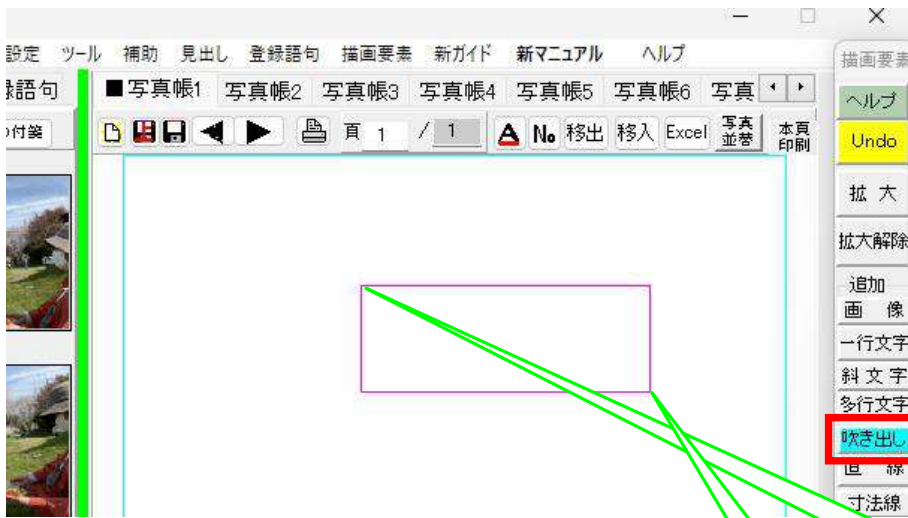 設定 ツール 補助 見出し 登録語句 描画要素 新ガイド 新マニュアル ヘルプ
語句 ■写真帳1 写真帳2 写真帳3 写真帳4 写真帳5 写真帳6 写真
付箋 頁 1 / 1 A No 移出 移入 Excel 写真並替 本頁印刷
描画要素
ヘルプ
Undo
拡 大
拡大解除
追加
画 像
一行文字
斜 文 字
多行文字
吹き出し
直 線
寸法線